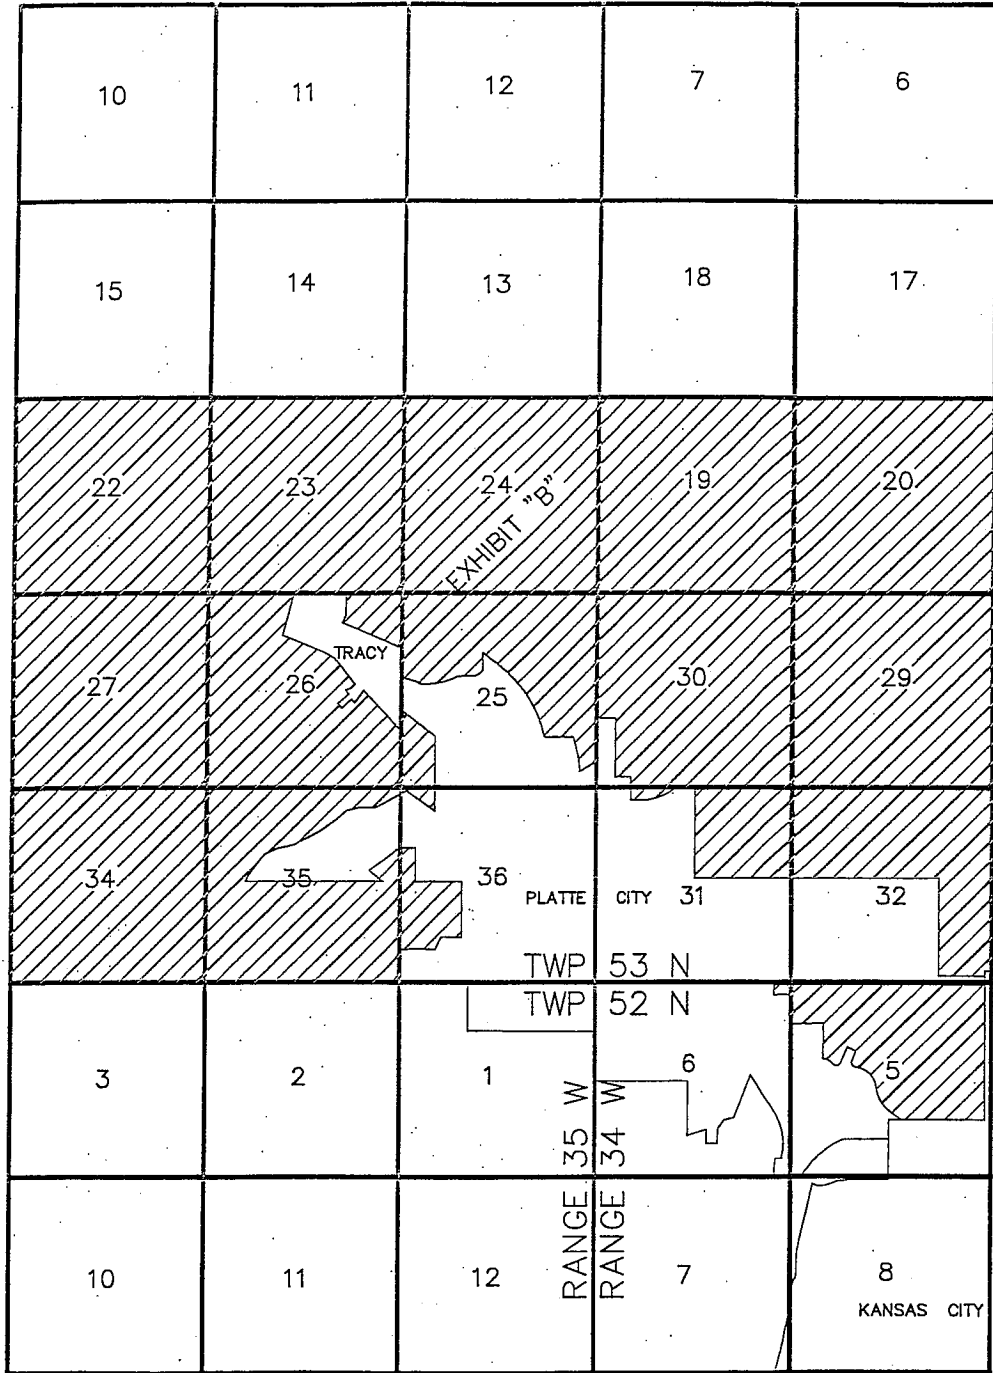 10 11 12 7 6
15 14 13 18 17
22 23 24 19 20
EXHIBIT "B"
TRACY
27 26 25 30 29
34 35 36 31 32
PLATTE CITY
TWP 53 N
TWP 52 N
3 2 1 6 5
RANGE 35 W
RANGE 34 W
10 11 12 7 8
KANSAS CITY